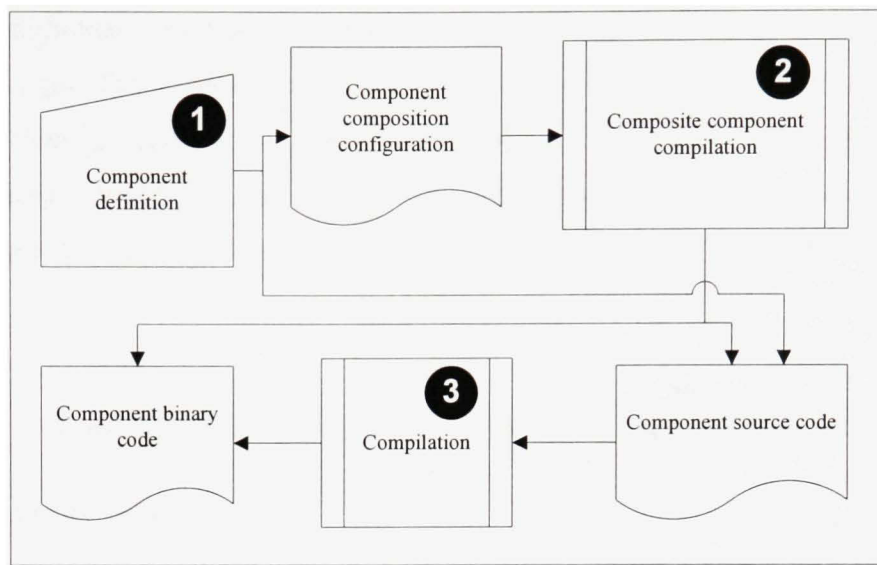 1
Component
definition
Component
composition
configuration
2
Composite component
compilation
Component binary
code
3
Compilation
Component source code